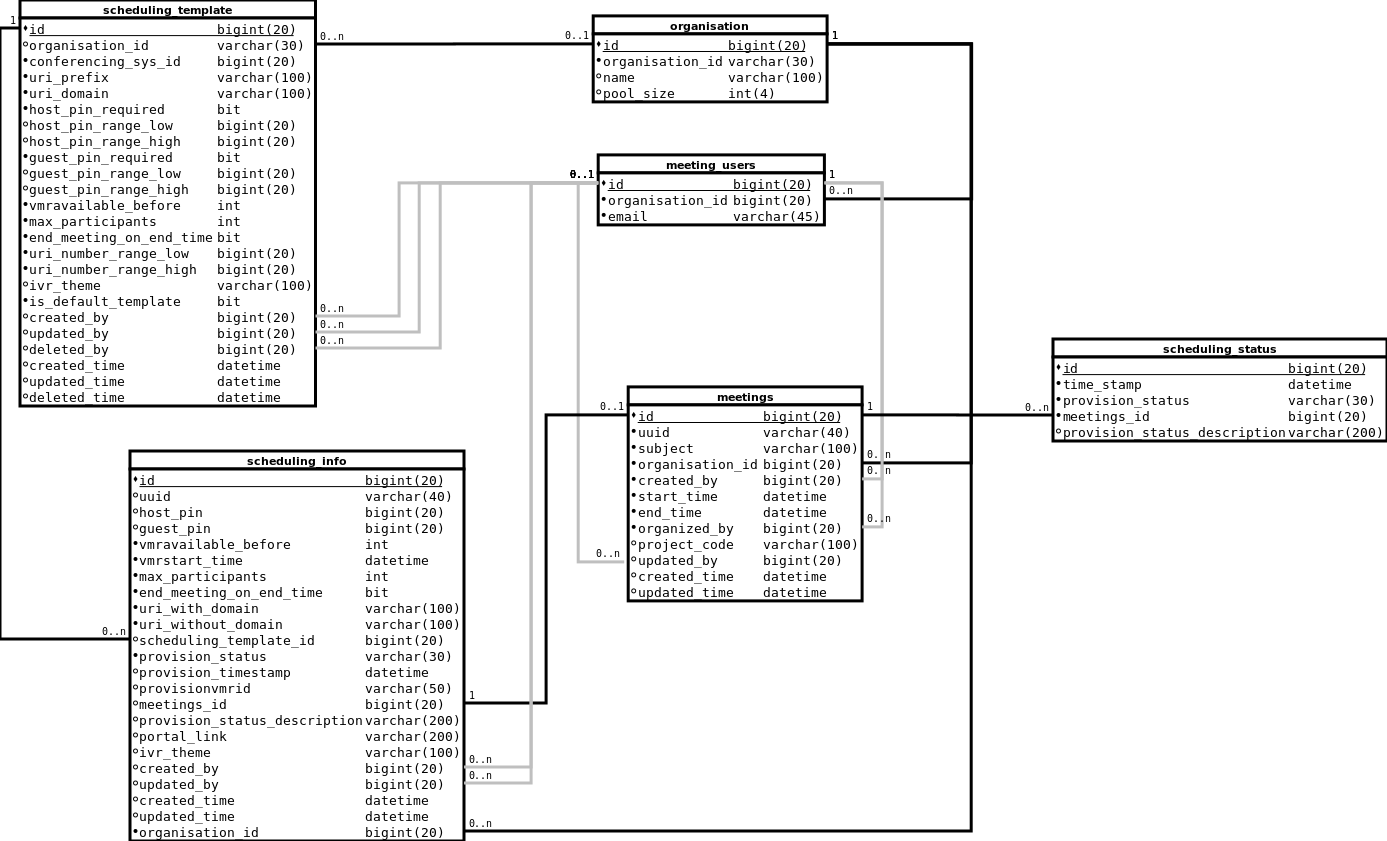 scheduling_template
id bigint(20)
organisation_id varchar(30)
conferencing_sys_id bigint(20)
uri_prefix varchar(100)
uri_domain varchar(100)
host_pin_required bit
host_pin_range_low bigint(20)
host_pin_range_high bigint(20)
guest_pin_required bit
guest_pin_range_low bigint(20)
guest_pin_range_high bigint(20)
vmravailable_before int
max_participants int
end_meeting_on_end_time bit
uri_number_range_low bigint(20)
uri_number_range_high bigint(20)
ivr_theme varchar(100)
is_default_template bit
created_by bigint(20)
updated_by bigint(20)
deleted_by bigint(20)
created_time datetime
updated_time datetime
deleted_time datetime
1
0..n
0..n
0..n
0..n
organisation
id bigint(20)
organisation_id varchar(30)
name varchar(100)
pool_size int(4)
0..1
1
meeting_users
id bigint(20)
organisation_id bigint(20)
email varchar(45)
0..1
1
0..n
meetings
id bigint(20)
uuid varchar(40)
subject varchar(100)
organisation_id bigint(20)
created_by bigint(20)
start_time datetime
end_time datetime
organized_by bigint(20)
project_code varchar(100)
updated_by bigint(20)
created_time datetime
updated_time datetime
0..1
0..n
1
0..n
0..n
0..n
scheduling_status
id bigint(20)
time_stamp datetime
provision_status varchar(30)
meetings_id bigint(20)
provision_status_description varchar(200)
0..n
scheduling_info
id bigint(20)
uuid varchar(40)
host_pin bigint(20)
guest_pin bigint(20)
vmravailable_before int
vmrstart_time datetime
max_participants int
end_meeting_on_end_time bit
uri_with_domain varchar(100)
uri_without_domain varchar(100)
scheduling_template_id bigint(20)
provision_status varchar(30)
provision_timestamp datetime
provisionvmrid varchar(50)
meetings_id bigint(20)
provision_status_description varchar(200)
portal_link varchar(200)
ivr_theme varchar(100)
created_by bigint(20)
updated_by bigint(20)
created_time datetime
updated_time datetime
organisation_id bigint(20)
0..n
1
0..n
0..n
0..n